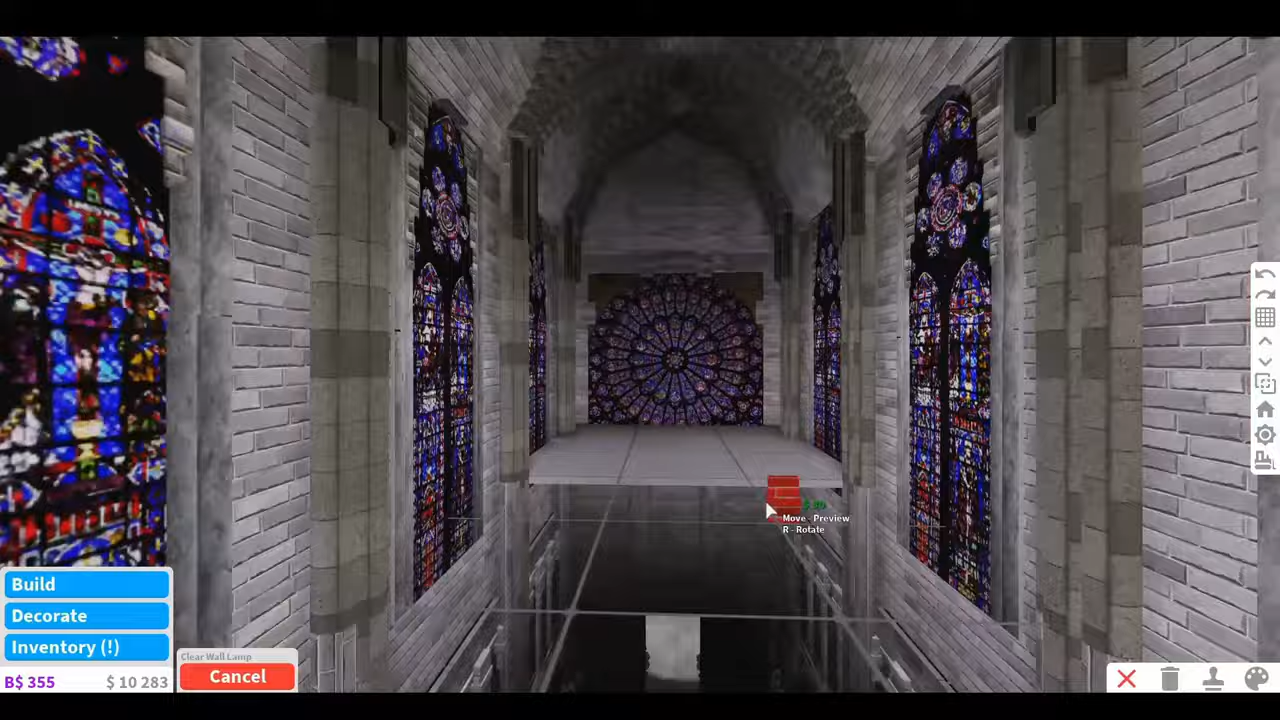 Move - Preview
R - Rotate
Build
Decorate
Inventory (!)
Clear Wall Lamp
Cancel
B$ 355
$ 10 283